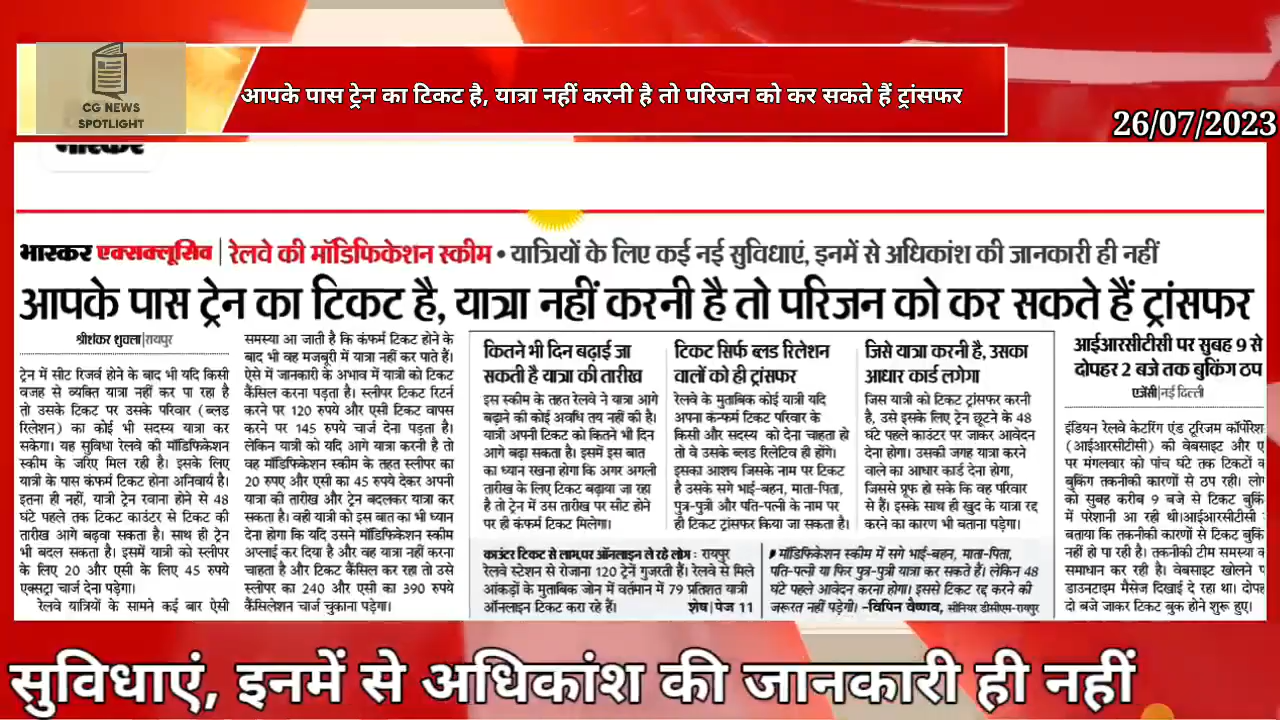 CG NEWS
SPOTLIGHT
आपके पास ट्रेन का टिकट है, यात्रा नहीं करनी है तो परिजन को कर सकते हैं ट्रांसफर
26/07/2023
भास्कर एक्सक्लूसिव | रेलवे की मॉडिफिकेशन स्कीम • यात्रियों के लिए कई नई सुविधाएं, इनमें से अधिकांश की जानकारी ही नहीं
आपके पास ट्रेन का टिकट है, यात्रा नहीं करनी है तो परिजन को कर सकते हैं ट्रांसफर
श्रीशंकर शुक्ला|रायपुर
ट्रेन में सीट रिजर्व होने के बाद भी यदि किसी
वजह से व्यक्ति यात्रा नहीं कर पा रहा है
तो उसके टिकट पर उसके परिवार (ब्लड
रिलेशन) का कोई भी सदस्य यात्रा कर
सकेगा। यह सुविधा रेलवे की मॉडिफिकेशन
स्कीम के जरिए मिल रही है। इसके लिए
यात्री के पास कंफर्म टिकट होना अनिवार्य है।
इतना ही नहीं, यात्री ट्रेन रवाना होने से 48
घंटे पहले तक टिकट काउंटर से टिकट की
तारीख आगे बढ़वा सकता है। साथ ही ट्रेन
भी बदल सकता है। इसमें यात्री को स्लीपर
के लिए 20 और एसी के लिए 45 रुपये
एक्स्ट्रा चार्ज देना पड़ेगा।
रेलवे यात्रियों के सामने कई बार ऐसी
समस्या आ जाती है कि कंफर्म टिकट होने के
बाद भी वह मजबूरी में यात्रा नहीं कर पाते हैं।
ऐसे में जानकारी के अभाव में यात्री को टिकट
कैंसिल करना पड़ता है। स्लीपर टिकट रिटर्न
करने पर 120 रुपये और एसी टिकट वापस
करने पर 145 रुपये चार्ज देना पड़ता है।
लेकिन यात्री को यदि आगे यात्रा करनी है तो
वह मॉडिफिकेशन स्कीम के तहत स्लीपर का
20 रुपए और एसी का 45 रुपये देकर अपनी
यात्रा की तारीख और ट्रेन बदलकर यात्रा कर
सकता है। वही यात्री को इस बात का भी ध्यान
देना होगा कि यदि उसने मॉडिफिकेशन स्कीम
अप्लाई कर दिया है और वह यात्रा नहीं करना
चाहता है और टिकट कैंसिल कर रहा तो उसे
स्लीपर का 240 और एसी का 390 रुपये
कैंसिलेशन चार्ज चुकाना पड़ेगा।
कितने भी दिन बढ़ाई जा
सकती है यात्रा की तारीख
इस स्कीम के तहत रेलवे ने यात्रा आगे
बढ़ाने की कोई अवधि तय नहीं की है।
यात्री अपनी टिकट को कितने भी दिन
आगे बढ़ा सकता है। इसमें इस बात
का ध्यान रखना होगा कि अगर अगली
तारीख के लिए टिकट बढ़ाया जा रहा
है तो ट्रेन में उस तारीख पर सीट होने
पर ही कंफर्म टिकट मिलेगा।
टिकट सिर्फ ब्लड रिलेशन
वालों को ही ट्रांसफर
रेलवे के मुताबिक कोई यात्री यदि
अपना कंन्फर्म टिकट परिवार के
किसी और सदस्य को देना चाहता हो
तो वे उसके ब्लड रिलेटिव ही होंगे।
इसका आशय जिसके नाम पर टिकट
है उसके सगे भाई-बहन, माता-पिता,
पुत्र-पुत्री और पति-पत्नी के नाम पर
ही टिकट ट्रांसफर किया जा सकता है।
जिसे यात्रा करनी है, उसका
आधार कार्ड लगेगा
जिस यात्री को टिकट ट्रांसफर करनी
है, उसे इसके लिए ट्रेन छूटने के 48
घंटे पहले काउंटर पर जाकर आवेदन
देना होगा। उसकी जगह यात्रा करने
वाले का आधार कार्ड देना होगा,
जिससे प्रूफ हो सके कि वह परिवार
से हैं। इसके साथ ही खुद के यात्रा रद्द
करने का कारण भी बताना पड़ेगा।
काउंटर टिकट से लाम,पर ऑनलाइन ले रहे लोग : रायपुर
रेलवे स्टेशन से रोजाना 120 ट्रेनें गुजरती हैं। रेलवे से मिले
आंकड़ों के मुताबिक जोन में वर्तमान में 79 प्रतिशत यात्री
ऑनलाइन टिकट करा रहे हैं। शेष|पेज 11
मॉडिफिकेशन स्कीम में सगे भाई-बहन, माता-पिता,
पति-पत्नी या फिर पुत्र-पुत्री यात्रा कर सकते हैं। लेकिन 48
घंटे पहले आवेदन करना होगा। इससे टिकट रद्द करने की
जरूरत नहीं पड़ेगी। -विपिन वैष्णव, सीनियर डीसीएम-रायपुर
आईआरसीटीसी पर सुबह 9 से
दोपहर 2 बजे तक बुकिंग ठप
एजेंसी|नई दिल्ली
इंडियन रेलवे केटरिंग एंड टूरिजम कॉर्पोरेश
(आईआरसीटीसी) की वेबसाइट और ए
पर मंगलवार को पांच घंटे तक टिकटों क
बुकिंग तकनीकी कारणों से ठप रही। लो
को सुबह करीब 9 बजे से टिकट बुकिं
में परेशानी आ रही थी।आईआरसीटीसी
बताया कि तकनीकी कारणों से टिकट बुकिं
नहीं हो पा रही है। तकनीकी टीम समस्या व
समाधान कर रही है। वेबसाइट खोलने प
डाउनटाइम मैसेज दिखाई दे रहा था। दोपह
दो बजे जाकर टिकट बुक होने शुरू हुए।
सुविधाएं, इनमें से अधिकांश की जानकारी ही नहीं